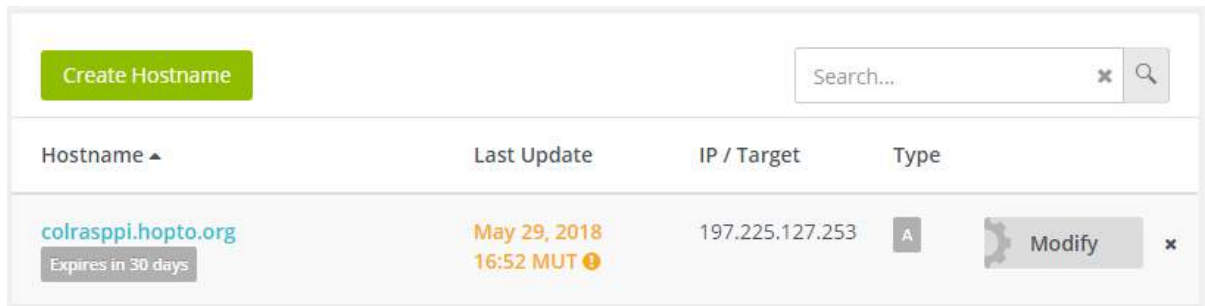 Create Hostname
Search...
Hostname Last Update IP / Target Type
colrasppi.hopto.org May 29, 2018 197.225.127.253 A Modify
Expires in 30 days 16:52 MUT